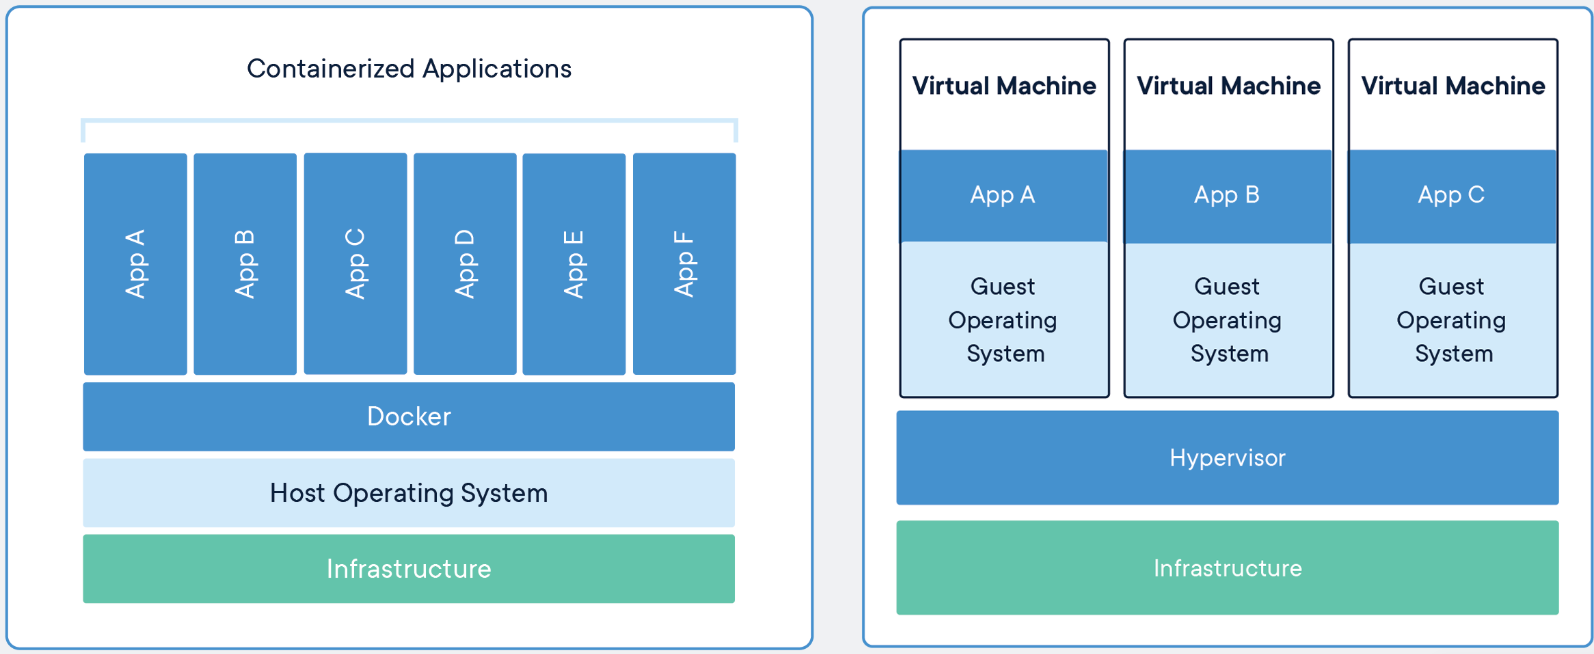 Containerized Applications
App A
App B
App C
App D
App E
App F
Docker
Host Operating System
Infrastructure
Virtual Machine
App A
Guest
Operating
System
Virtual Machine
App B
Guest
Operating
System
Virtual Machine
App C
Guest
Operating
System
Hypervisor
Infrastructure